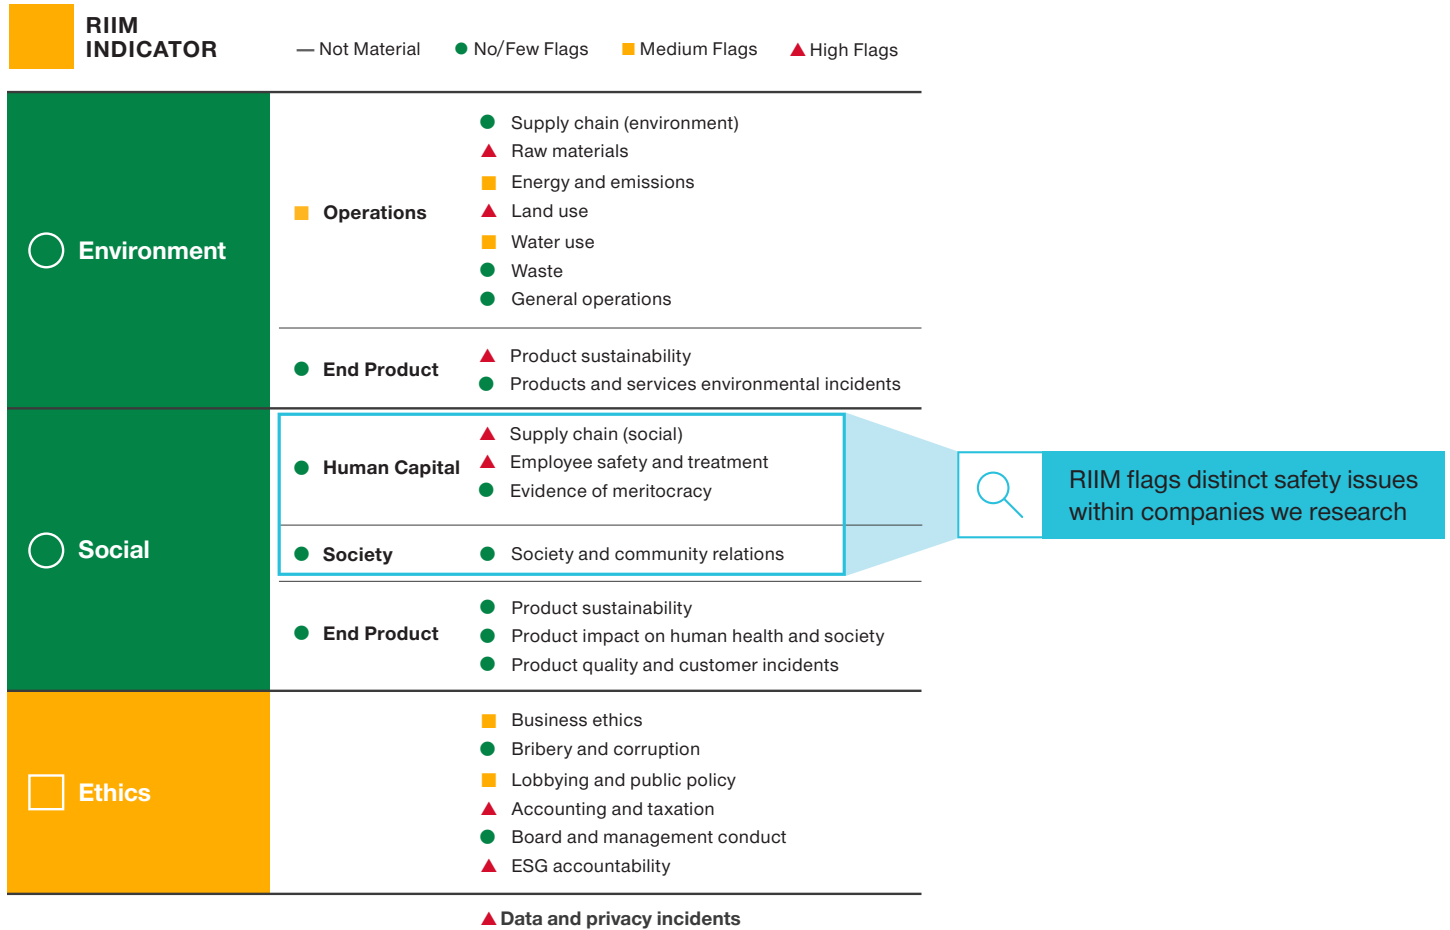 RIIM
INDICATOR
— Not Material No/Few Flags Medium Flags High Flags
Environment
Operations
Supply chain (environment)
Raw materials
Energy and emissions
Land use
Water use
Waste
General operations
End Product
Product sustainability
Products and services environmental incidents
Social
Human Capital
Supply chain (social)
Employee safety and treatment
Evidence of meritocracy
Society
Society and community relations
End Product
Product sustainability
Product impact on human health and society
Product quality and customer incidents
RIIM flags distinct safety issues
within companies we research
Ethics
Business ethics
Bribery and corruption
Lobbying and public policy
Accounting and taxation
Board and management conduct
ESG accountability
Data and privacy incidents